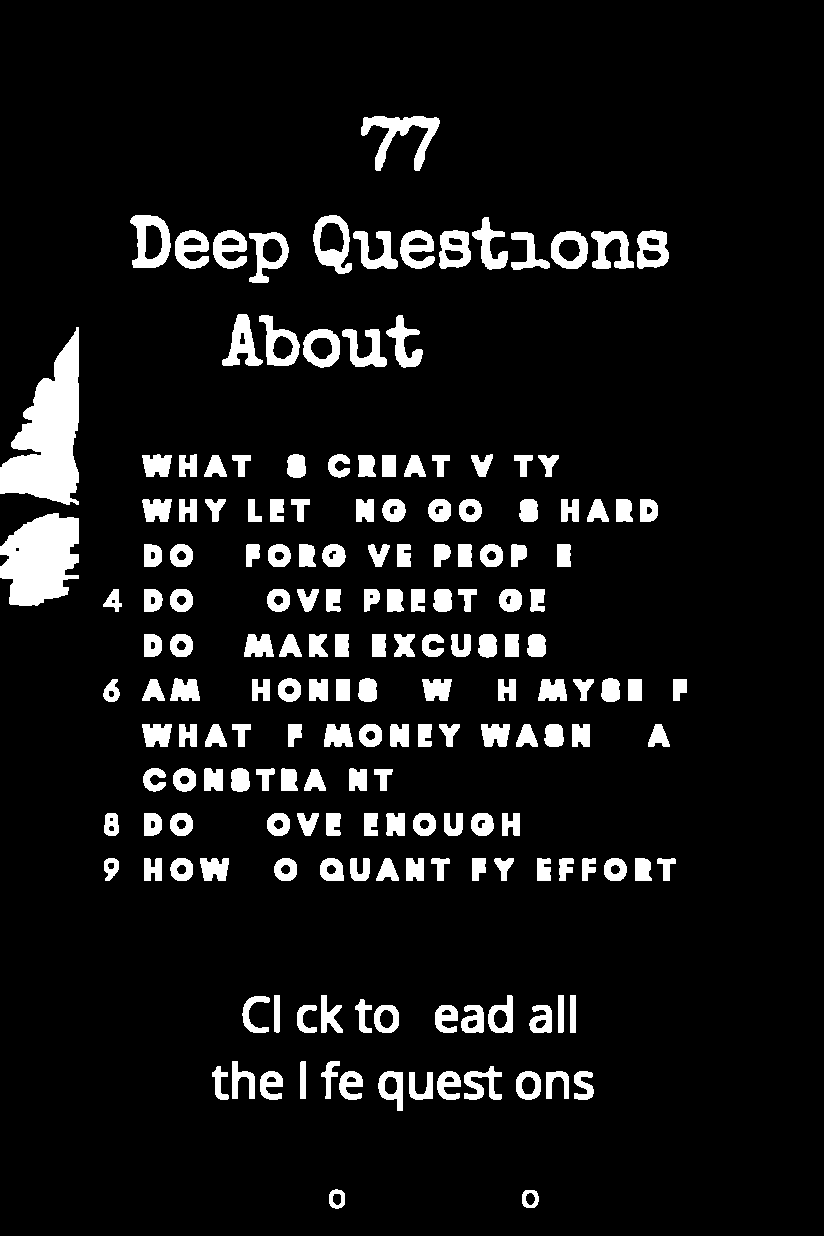 77
Deep Questions
About
WHAT S CREAT V TY
WHY LET NG GO S HARD
DO FORG VE PEOP E
4 DO OVE PREST GE
DO MAKE EXCUSES
6 AM HONES W H MYSE F
WHAT F MONEY WASN A
CONSTRA NT
8 DO OVE ENOUGH
9 HOW O QUANT FY EFFORT
Cl ck to ead all
the l fe quest ons
o o